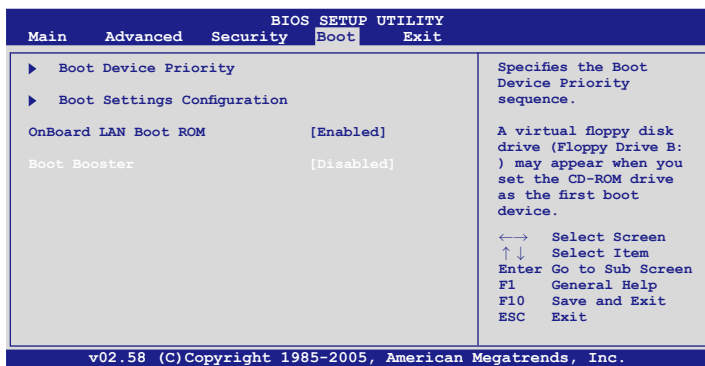 BIOS SETUP UTILITY
Main Advanced Security Boot Exit
▶ Boot Device Priority
▶ Boot Settings Configuration
OnBoard LAN Boot ROM [Enabled]
Boot Booster [Disabled]
Specifies the Boot
Device Priority
sequence.
A virtual floppy disk
drive (Floppy Drive B:
) may appear when you
set the CD-ROM drive
as the first boot
device.
←→ Select Screen
↑↓ Select Item
Enter Go to Sub Screen
F1 General Help
F10 Save and Exit
ESC Exit
v02.58 (C)Copyright 1985-2005, American Megatrends, Inc.